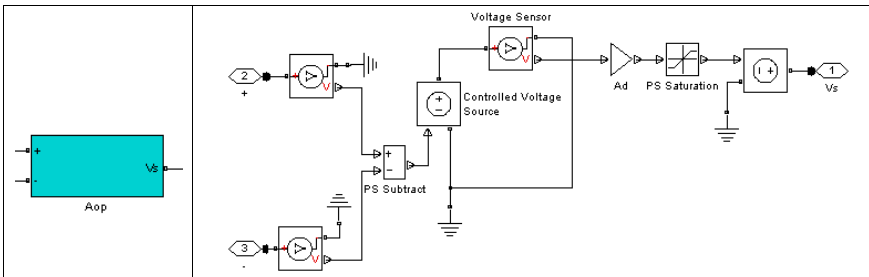 +
-
Vs
Aop
2
+
V
3
-
V
+
−
PS Subtract
+
−
Controlled Voltage
Source
Voltage Sensor
+
V
Ad
PS Saturation
+
1
Vs